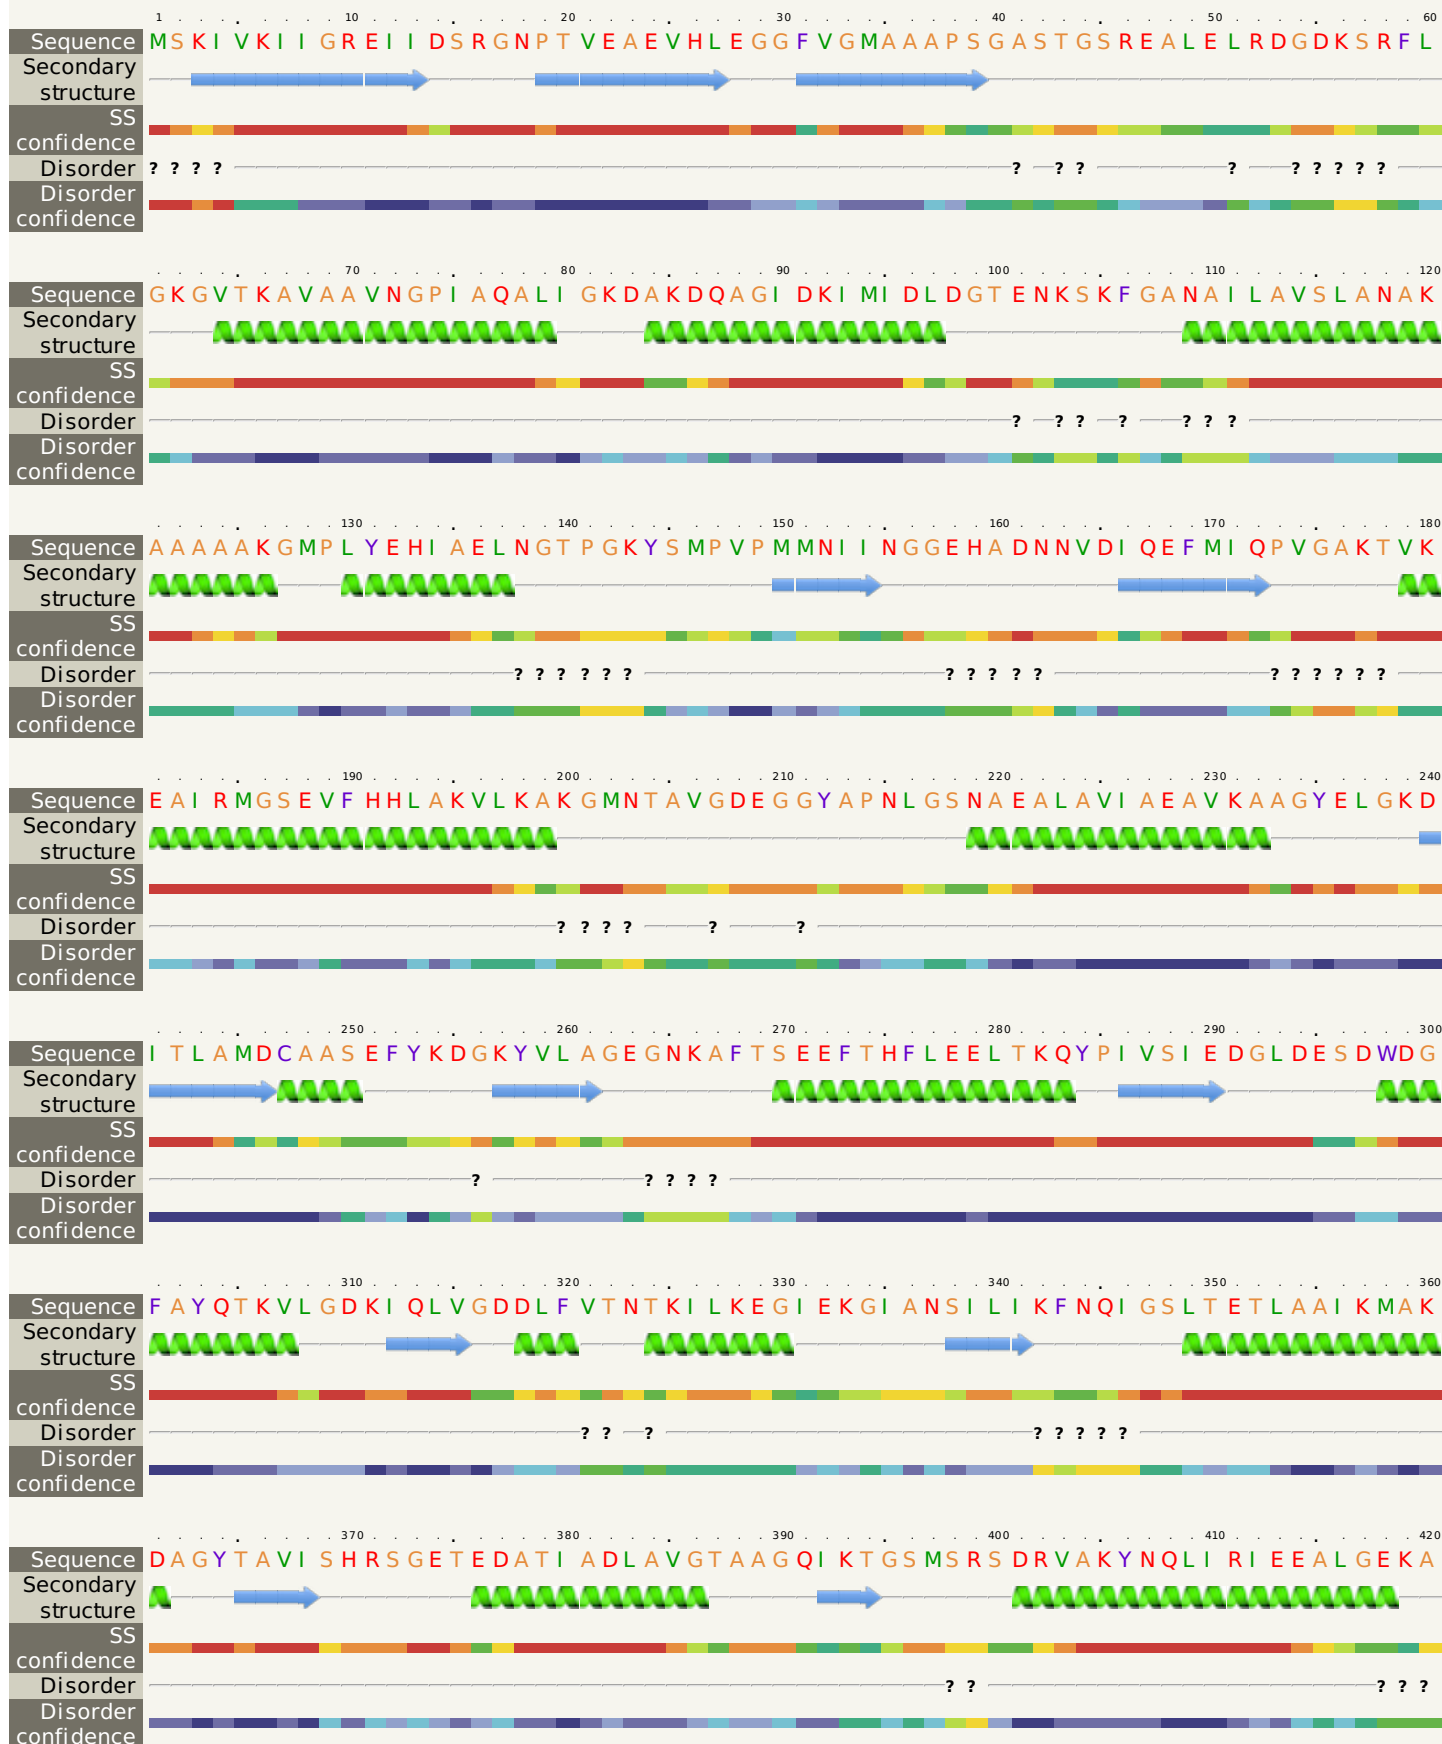 1 10 20 30 40 50 60
Sequence MSKIVKIIGREIIDSRGNPTVEAEVHLEGGFVGMAAAPSGASTGSREALELRDGDKSRFL
Secondary
structure
SS
confidence
Disorder ? ? ? ? ? ? ? ? ? ? ? ? ?
Disorder
confidence
70 80 90 100 110 120
Sequence GKGVTKAVAAVNGPIAQALIGKDAKDQAGIDKIMIDLDGTENKSKFGANAILAVSLANAK
Secondary
structure
SS
confidence
Disorder ? ? ? ? ? ? ?
Disorder
confidence
130 140 150 160 170 180
Sequence AAAAAKGMPLYEHIAELNGTPGKYSMPVPMMNIINGGEHADNNVDIQEFMIQPVGAKTVK
Secondary
structure
SS
confidence
Disorder ? ? ? ? ? ? ? ? ? ? ? ? ? ? ? ? ?
Disorder
confidence
190 200 210 220 230 240
Sequence EAIRMGSEVFHHLAKVLKAKGMNTAVGDEGGYAPNLGSNAEALAVIAEAVKAAGYELGKD
Secondary
structure
SS
confidence
Disorder ? ? ? ? ? ?
Disorder
confidence
250 260 270 280 290 300
Sequence ITLAMDCAASEFYKDGKYVLAGEGNKAFTSEEFTHFLEELTKQYPIVSIEDGLDESDWDG
Secondary
structure
SS
confidence
Disorder ? ? ? ? ?
Disorder
confidence
310 320 330 340 350 360
Sequence FAYQTKVLGDKIQLVGDDLFVTNTKILKEGIEKGIANSILIKFNQIGSLTETLAAIKMAK
Secondary
structure
SS
confidence
Disorder ? ? ? ? ? ? ? ?
Disorder
confidence
370 380 390 400 410 420
Sequence DAGYTAVISHRSGETEDATIADLAVGTAAGQIKTGSMSRSDRVAKYNQLIRIEEALGEKA
Secondary
structure
SS
confidence
Disorder ? ? ? ? ?
Disorder
confidence